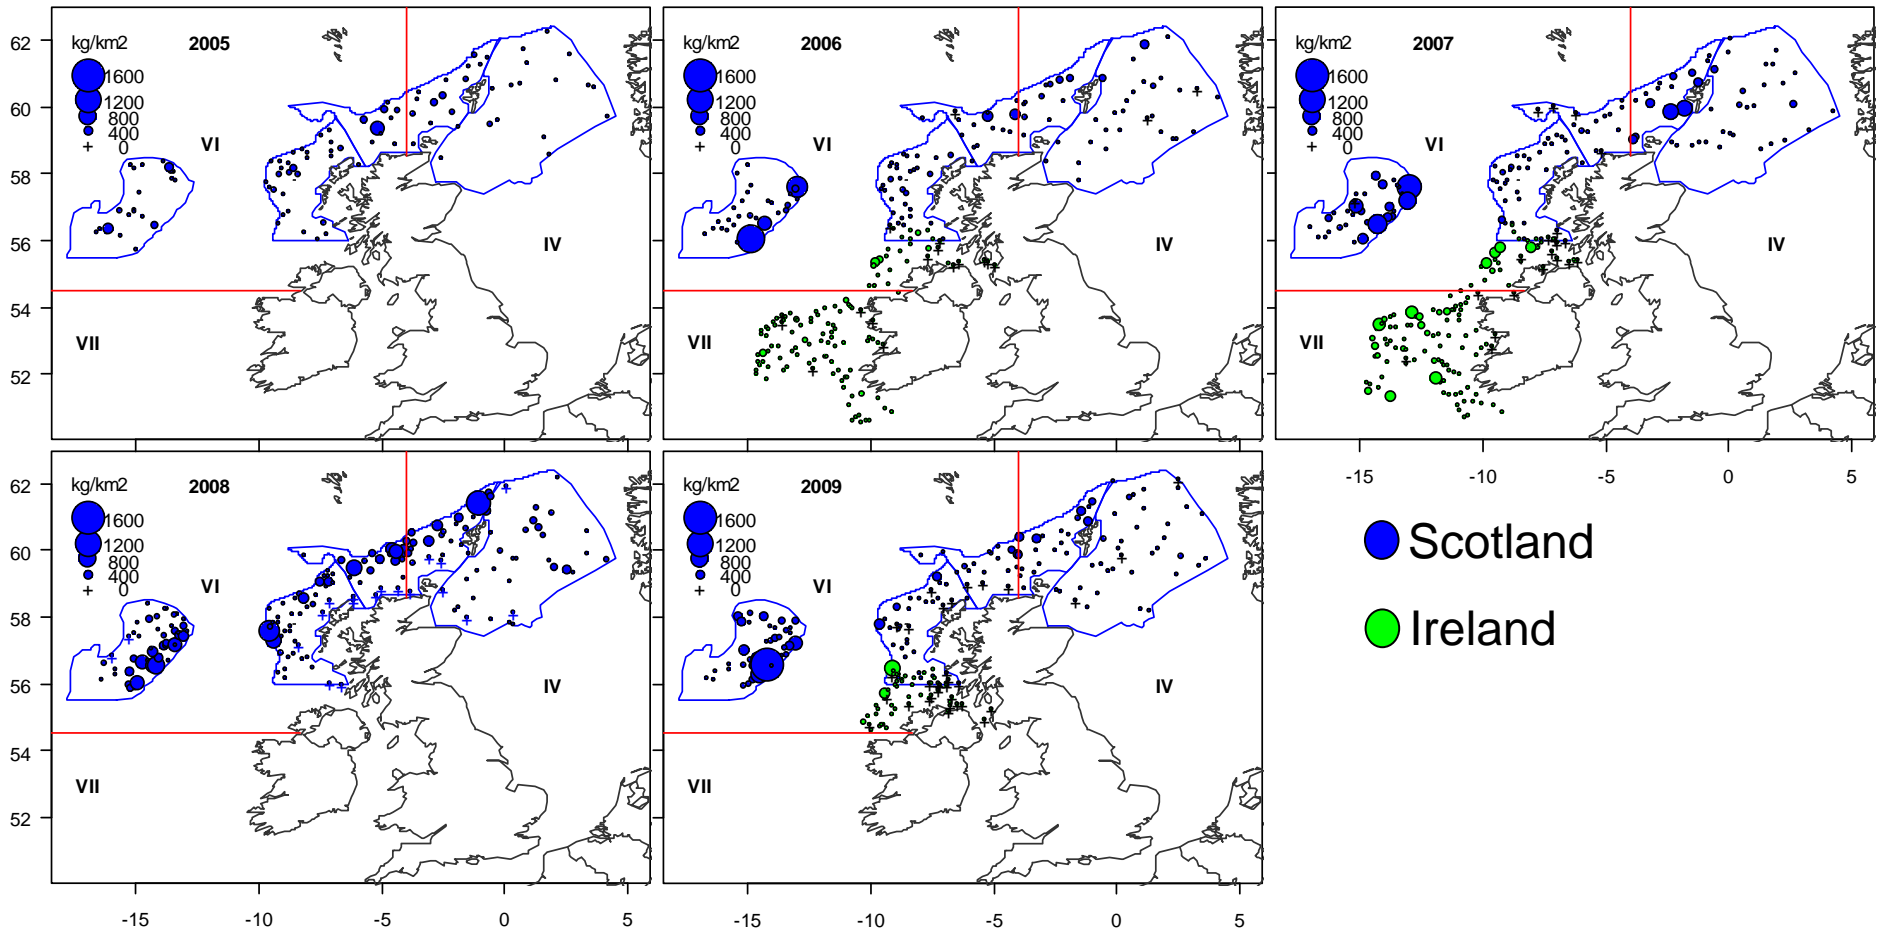 kg/km2 2005
1600
1200
800
400
0
VI
IV
VII
62
60
58
56
54
52
kg/km2 2006
1600
1200
800
400
0
VI
IV
VII
kg/km2 2007
1600
1200
800
400
0
VI
IV
VII
-15 -10 -5 0 5
kg/km2 2008
1600
1200
800
400
0
VI
IV
VII
62
60
58
56
54
52
-15 -10 -5 0 5
kg/km2 2009
1600
1200
800
400
0
VI
IV
VII
-15 -10 -5 0 5
Scotland
Ireland